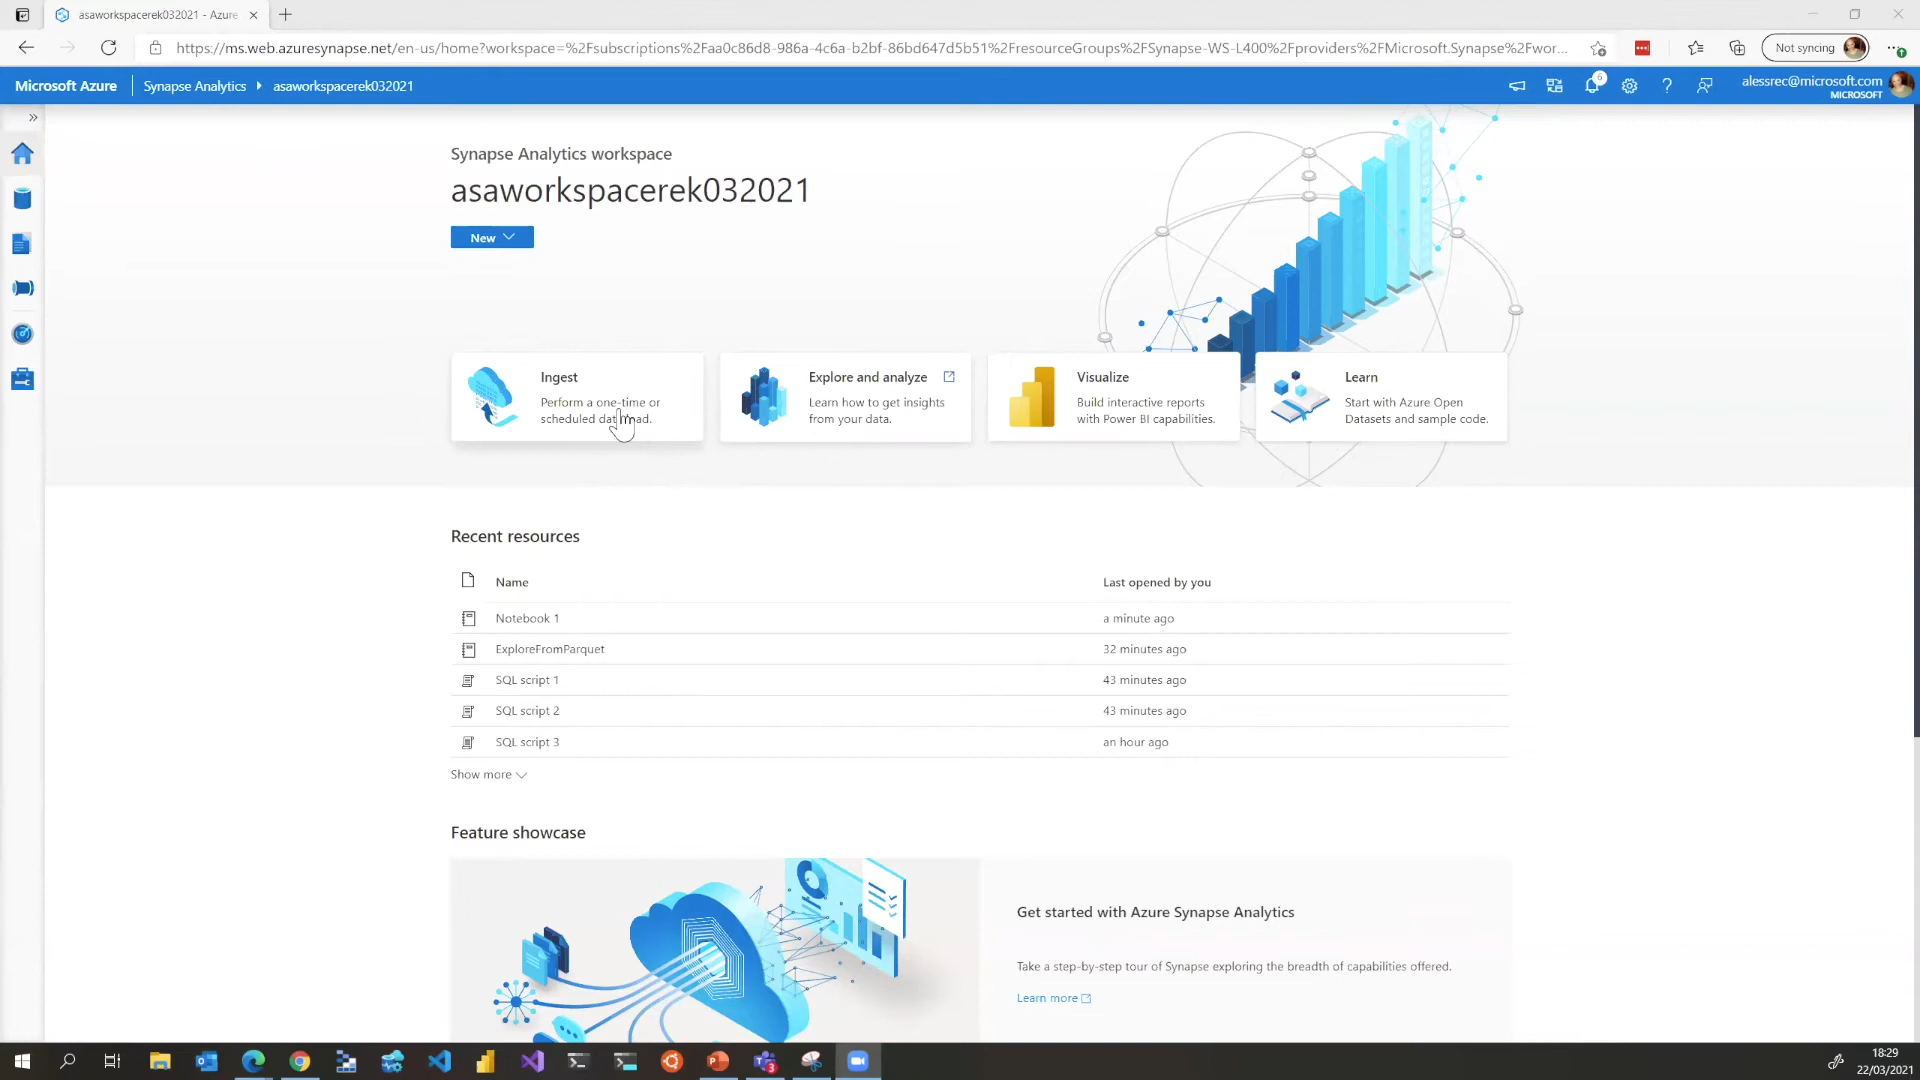 asaworkspacerek032021 - Azure
https://ms.web.azuresynapse.net/en-us/home?workspace=%2Fsubscriptions%2Faa0c86d8-986a-4c6a-b2bf-86bd647d5b51%2FresourceGroups%2FSynapse-WS-L400%2Fproviders%2FMicrosoft.Synapse%2Fwor...
Not syncing
Microsoft Azure
Synapse Analytics
asaworkspacerek032021
6
alessrec@microsoft.com
MICROSOFT
Synapse Analytics workspace
asaworkspacerek032021
New
Ingest
Perform a one-time or
scheduled data load.
Explore and analyze
Learn how to get insights
from your data.
Visualize
Build interactive reports
with Power BI capabilities.
Learn
Start with Azure Open
Datasets and sample code.
Recent resources
Name
Last opened by you
Notebook 1
a minute ago
ExploreFromParquet
32 minutes ago
SQL script 1
43 minutes ago
SQL script 2
43 minutes ago
SQL script 3
an hour ago
Show more
Feature showcase
Get started with Azure Synapse Analytics
Take a step-by-step tour of Synapse exploring the breadth of capabilities offered.
Learn more
3
18:29
22/03/2021